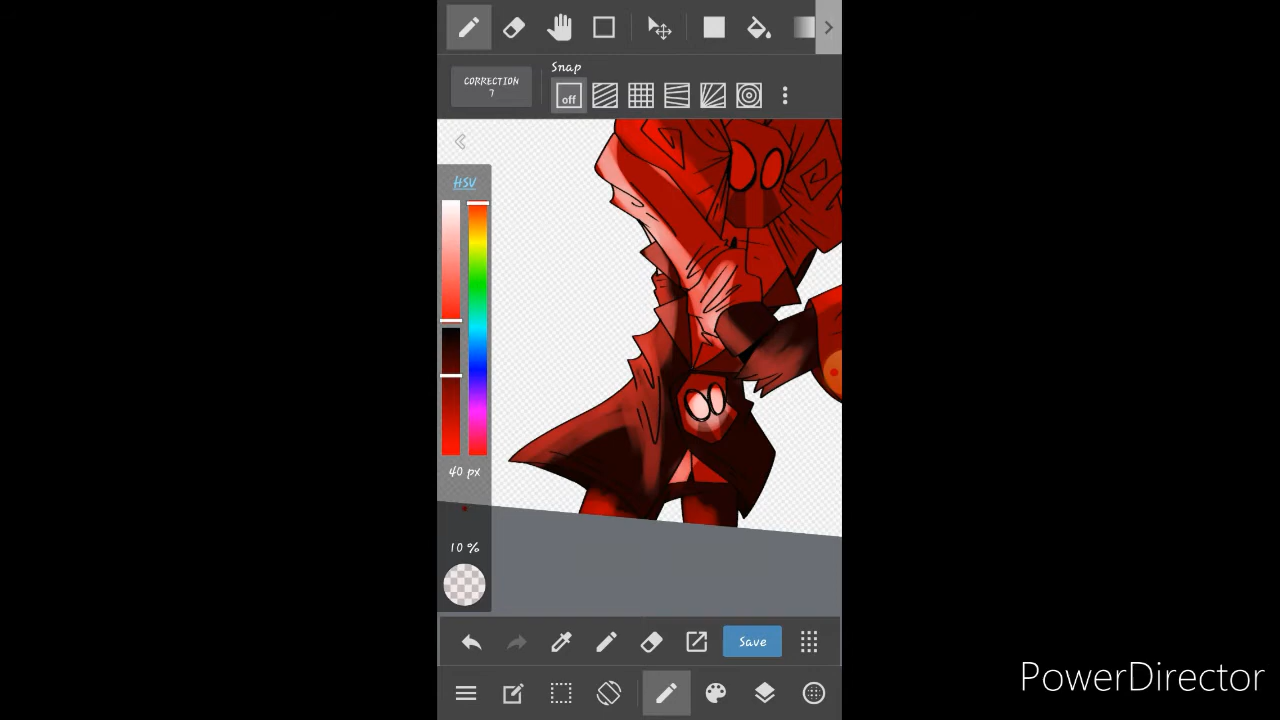 Snap
CORRECTION
7
off
HSV
40 px
10 %
Save
PowerDirector